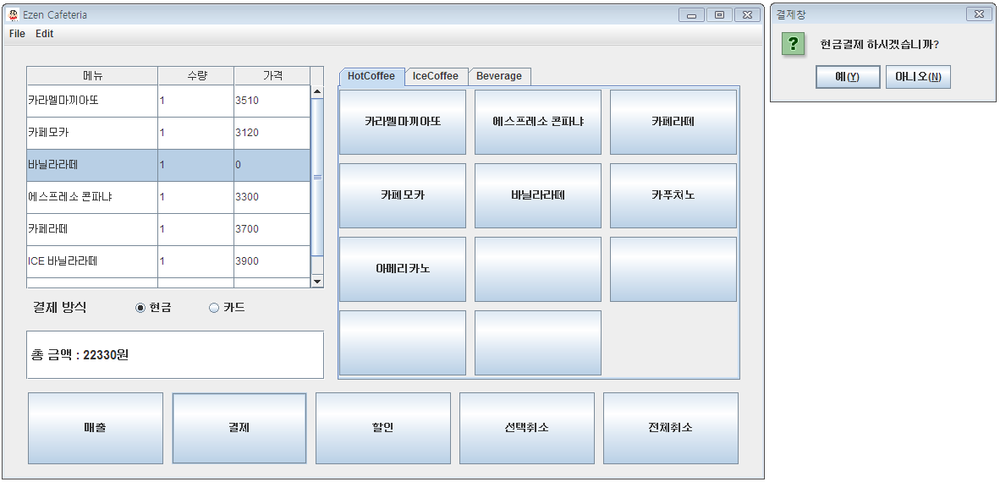 Ezen Cafeteria
File Edit
메뉴 수량 가격
카라멜마끼아또 1 3510
카페모카 1 3120
바닐라라떼 1 0
에스프레소 콘파냐 1 3300
카페라떼 1 3700
ICE 바닐라라떼 1 3900
결제 방식 현금 카드
총 금액 : 22330원
HotCoffee IceCoffee Beverage
카라멜마끼아또 에스프레소 콘파냐 카페라떼
카페모카 바닐라라떼 카푸처노
아메리카노
매출 결제 할인 선택취소 전체취소
결제창
현금결제 하시겠습니까?
예(Y) 아니오(N)